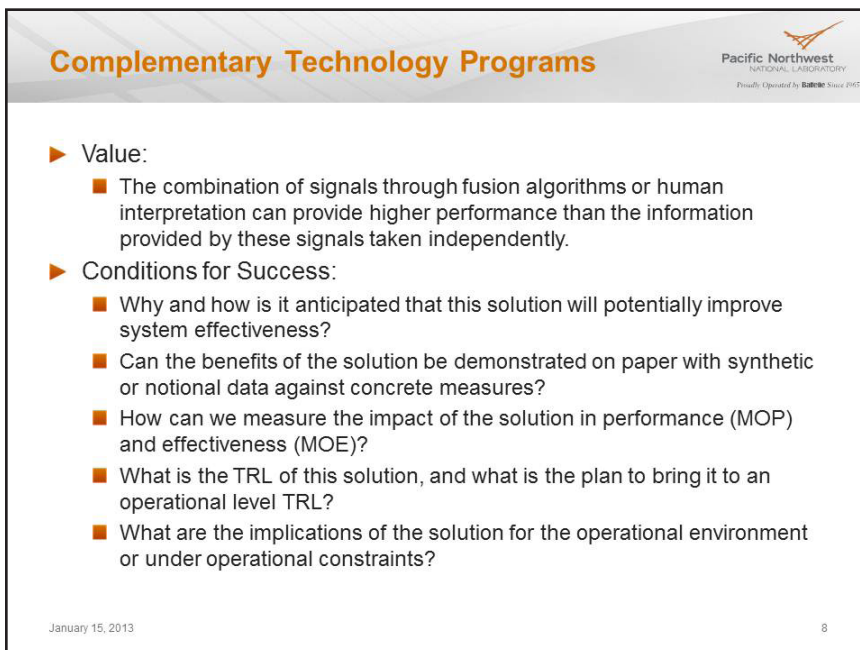 Complementary Technology Programs
Pacific Northwest
NATIONAL LABORATORY
Proudly Operated by Battelle Since 1965
Value:
The combination of signals through fusion algorithms or human
interpretation can provide higher performance than the information
provided by these signals taken independently.
Conditions for Success:
Why and how is it anticipated that this solution will potentially improve
system effectiveness?
Can the benefits of the solution be demonstrated on paper with synthetic
or notional data against concrete measures?
How can we measure the impact of the solution in performance (MOP)
and effectiveness (MOE)?
What is the TRL of this solution, and what is the plan to bring it to an
operational level TRL?
What are the implications of the solution for the operational environment
or under operational constraints?
January 15, 2013
8